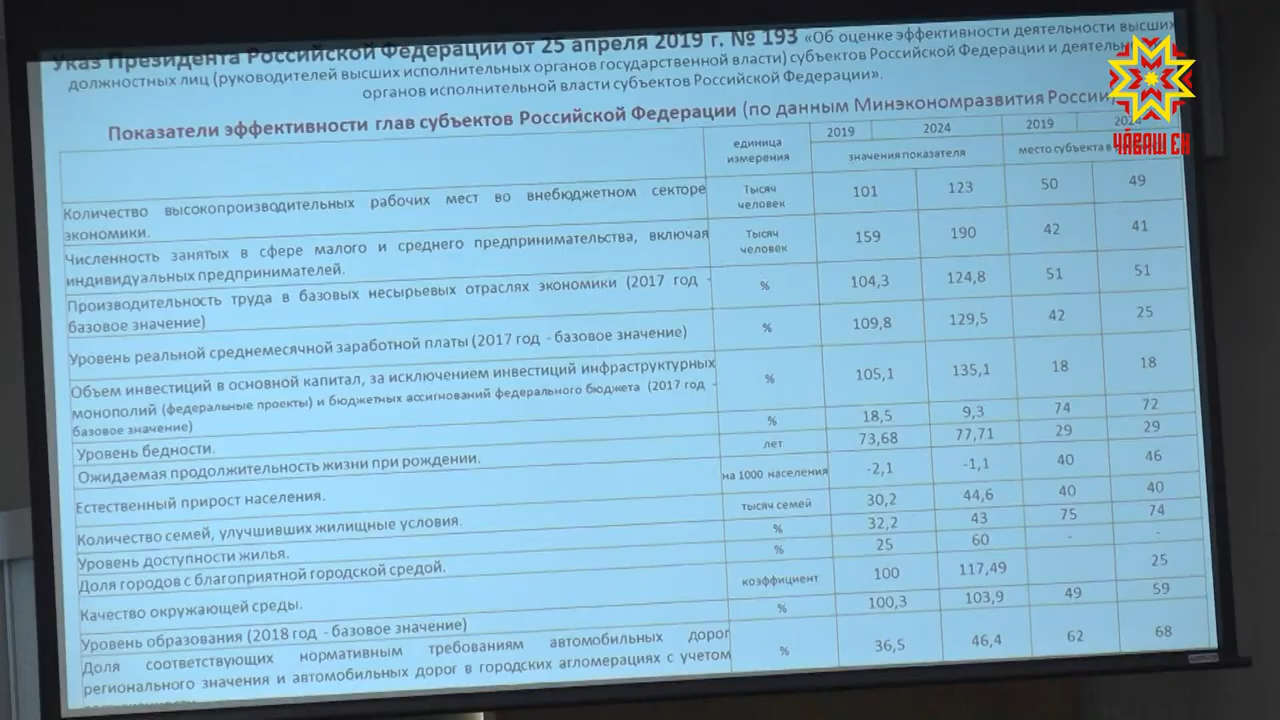 Указ Президента Российской Федерации от 25 апреля 2019 г. № 193 «Об оценке эффективности деятельности высших
должностных лиц (руководителей высших исполнительных органов государственной власти) субъектов Российской Федерации и
органов исполнительной власти субъектов Российской Федерации».
ЧӐВАШ ЕН
Показатели эффективности глав субъектов Российской Федерации (по данным Минэкономразвития России)
единица измерения 2019 2024 2019
значения показателя место субъекта в
Количество высокопроизводительных рабочих мест во внебюджетном секторе
экономики. Тысяч человек 101 123 50 49
Численность занятых в сфере малого и среднего предпринимательства, включая
индивидуальных предпринимателей. Тысяч человек 159 190 42 41
Производительность труда в базовых несырьевых отраслях экономики (2017 год -
базовое значение) % 104,3 124,8 51 51
Уровень реальной среднемесячной заработной платы (2017 год - базовое значение) % 109,8 129,5 42 25
Объем инвестиций в основной капитал, за исключением инвестиций инфраструктурных
монополий (федеральные проекты) и бюджетных ассигнований федерального бюджета (2017 год -
базовое значение) % 105,1 135,1 18 18
Уровень бедности. % 18,5 9,3 74 72
Ожидаемая продолжительность жизни при рождении. лет 73,68 77,71 29 29
Естественный прирост населения. на 1000 населения -2,1 -1,1 40 46
Количество семей, улучшивших жилищные условия. тысяч семей 30,2 44,6 40 40
Уровень доступности жилья. % 32,2 43 75 74
Доля городов с благоприятной городской средой. % 25 60 - -
Качество окружающей среды. коэффициент 100 117,49 25
Уровень образования (2018 год - базовое значение) % 100,3 103,9 49 59
Доля соответствующих нормативным требованиям автомобильных дорог
регионального значения и автомобильных дорог в городских агломерациях с учетом % 36,5 46,4 62 68